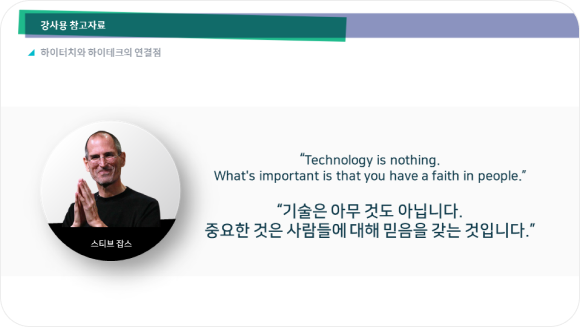 강사용 참고자료
하이터치와 하이테크의 연결점
“Technology is nothing.
What's important is that you have a faith in people.”
“기술은 아무 것도 아닙니다.
중요한 것은 사람들에 대해 믿음을 갖는 것입니다.”
스티브 잡스